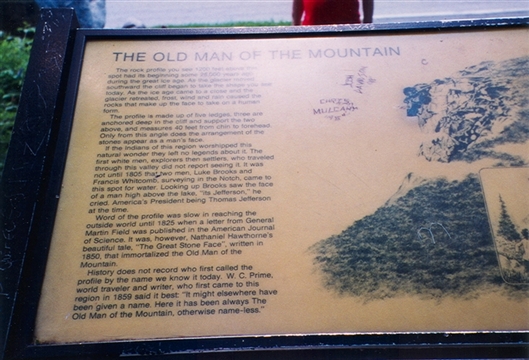 THE OLD MAN OF THE MOUNTAIN
The rock profile you see high above this
spot had its beginning some
during the great ice age. As the glacier moved
southward the cliff began to take the shape you see
today. As the ice age came to a close and the
glacier retreated, frost, wind and rain caused the
rocks that make up the face to take on a human
form.
The profile is made up of five ledges, three are
anchored deep in the cliff and support the two
above, and measures 40 feet from chin to forehead.
Only from this angle does the arrangement of the
stones appear as a man's face.
If the Indians of this region worshipped this
natural wonder they left no legends about it. The
first white men, explorers then settlers, who traveled
through this valley did not report seeing it. It was
not until 1805 that two men, Luke Brooks and
Francis Whitcomb, surveying in the Notch, came to
this spot for water. Looking up Brooks saw the face
of a man high above the lake, "its Jefferson," he
cried. America's President being Thomas Jefferson
at the time.
Word of the profile was slow in reaching the
outside world until 1825 when a letter from General
Martin Field was published in the American Journal
of Science. It was, however, Nathaniel Hawthorne's
beautiful tale, "The Great Stone Face", written in
1850, that immortalized the Old Man of the
Mountain.
History does not record who first called the
profile by the name we know it today. W. C. Prime,
world traveler and writer, who first came to this
region in 1859 said it best: "It might elsewhere have
been given a name. Here it has been always The
Old Man of the Mountain, otherwise name-less."
CHRIS